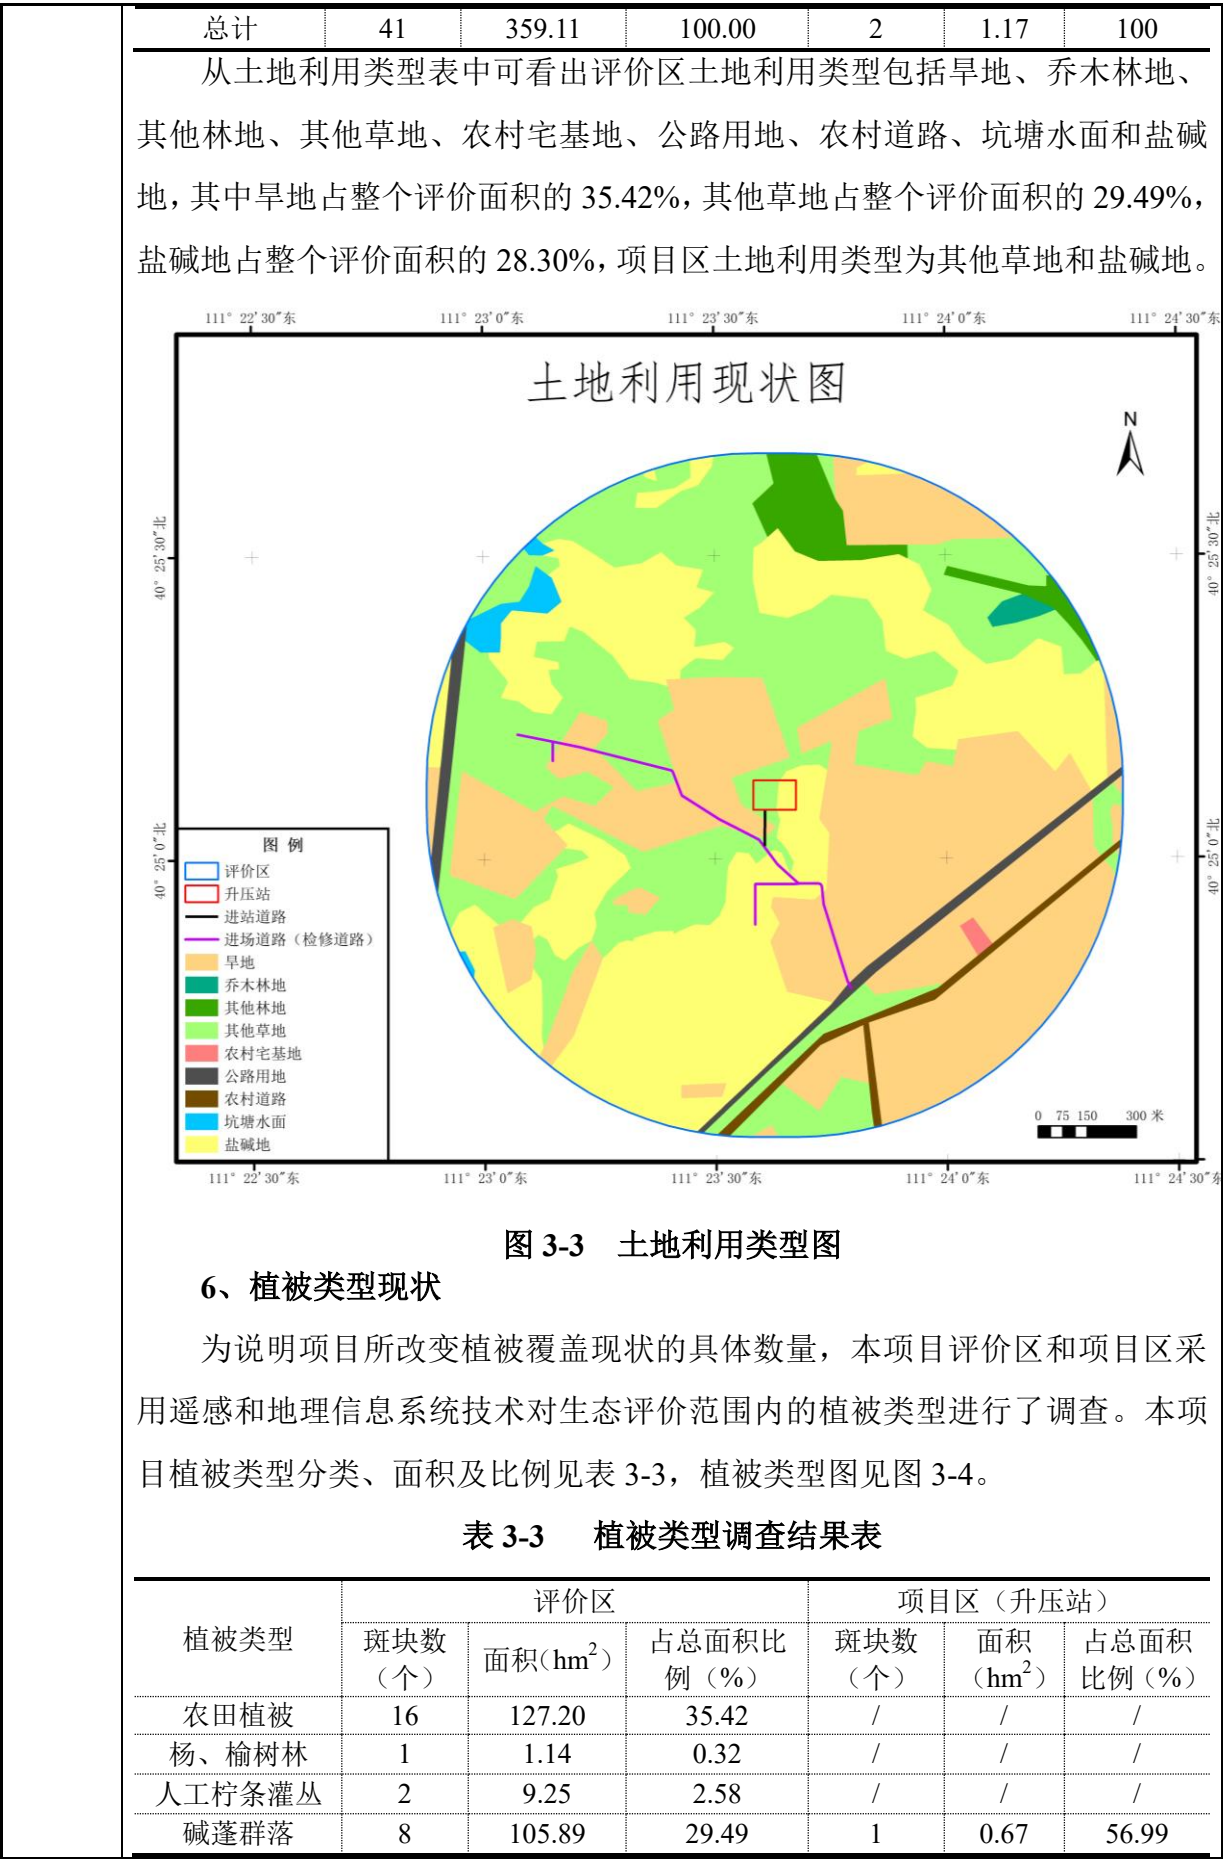 总计 41 359.11 100.00 2 1.17 100
从土地利用类型表中可看出评价区土地利用类型包括旱地、乔木林地、
其他林地、其他草地、农村宅基地、公路用地、农村道路、坑塘水面和盐碱
地，其中旱地占整个评价面积的 35.42%，其他草地占整个评价面积的 29.49%，
盐碱地占整个评价面积的 28.30%，项目区土地利用类型为其他草地和盐碱地。
111° 22′ 30″东 111° 23′ 0″东 111° 23′ 30″东 111° 24′ 0″东 111° 24′ 30″东
土地利用现状图
N
40° 25′ 30″北
40° 25′ 30″北
40° 25′ 0″北
40° 25′ 0″北
图 例
评价区
升压站
进站道路
进场道路（检修道路）
旱地
乔木林地
其他林地
其他草地
农村宅基地
公路用地
农村道路
坑塘水面
盐碱地
0 75 150 300 米
111° 22′ 30″东 111° 23′ 0″东 111° 23′ 30″东 111° 24′ 0″东 111° 24′ 30″东
图 3-3 土地利用类型图
6、植被类型现状
为说明项目所改变植被覆盖现状的具体数量，本项目评价区和项目区采
用遥感和地理信息系统技术对生态评价范围内的植被类型进行了调查。本项
目植被类型分类、面积及比例见表 3-3，植被类型图见图 3-4。
表 3-3 植被类型调查结果表
植被类型 评价区 项目区（升压站）
斑块数（个） 面积（hm²） 占总面积比例（%） 斑块数（个） 面积（hm²） 占总面积比例（%）
农田植被 16 127.20 35.42 / / /
杨、榆树林 1 1.14 0.32 / / /
人工柠条灌丛 2 9.25 2.58 / / /
碱蓬群落 8 105.89 29.49 1 0.67 56.99